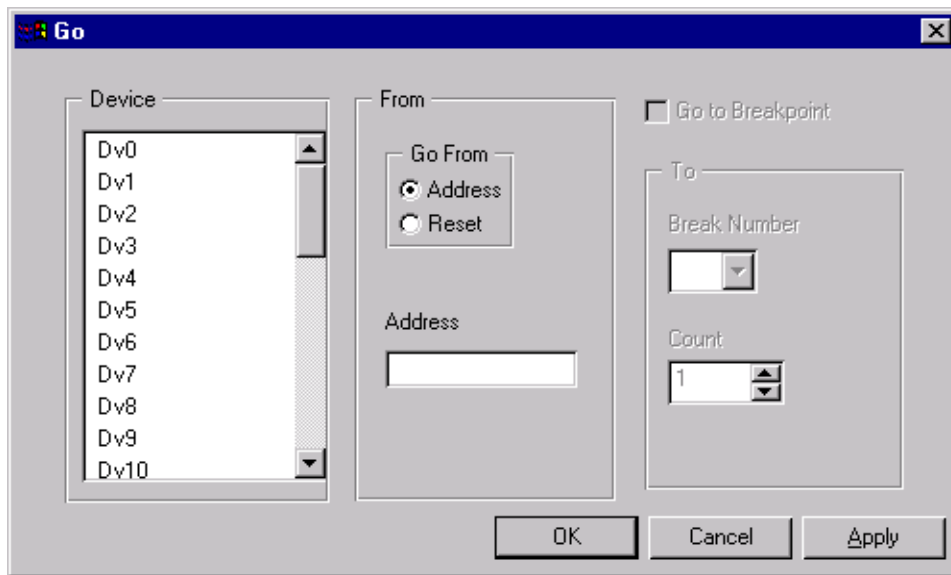 Go
Device
Dv0
Dv1
Dv2
Dv3
Dv4
Dv5
Dv6
Dv7
Dv8
Dv9
Dv10
From
Go From
Address
Reset
Address
Go to Breakpoint
To
Break Number
Count
1
OK
Cancel
Apply